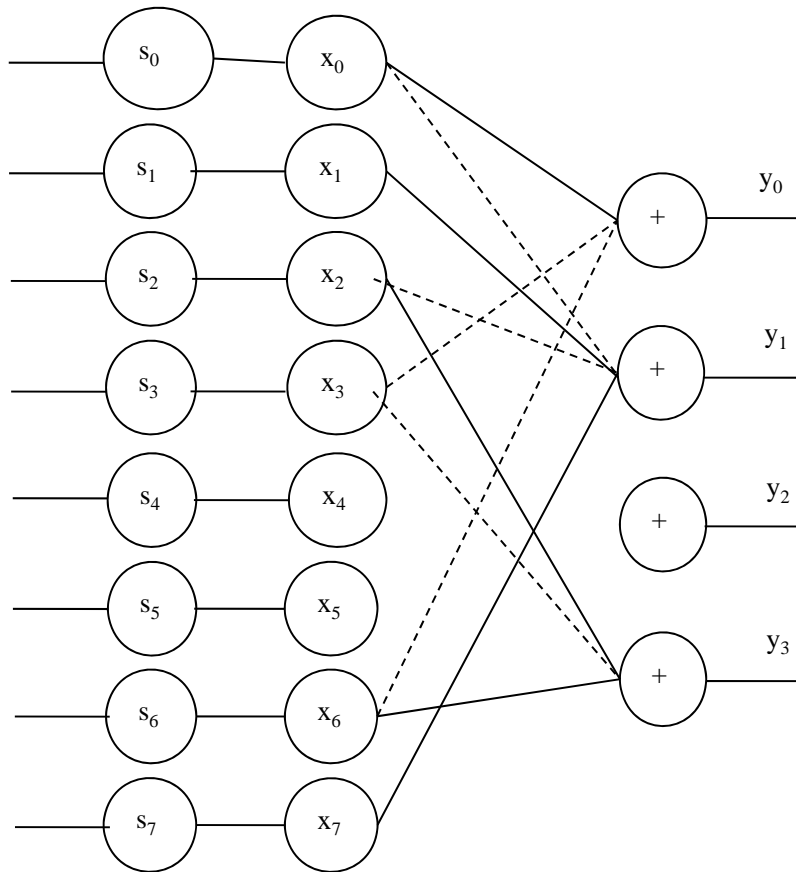 s0 x0
s1 x1
+ y0
s2 x2
s3 x3
+ y1
s4 x4
+ y2
s5 x5
s6 x6
+ y3
s7 x7